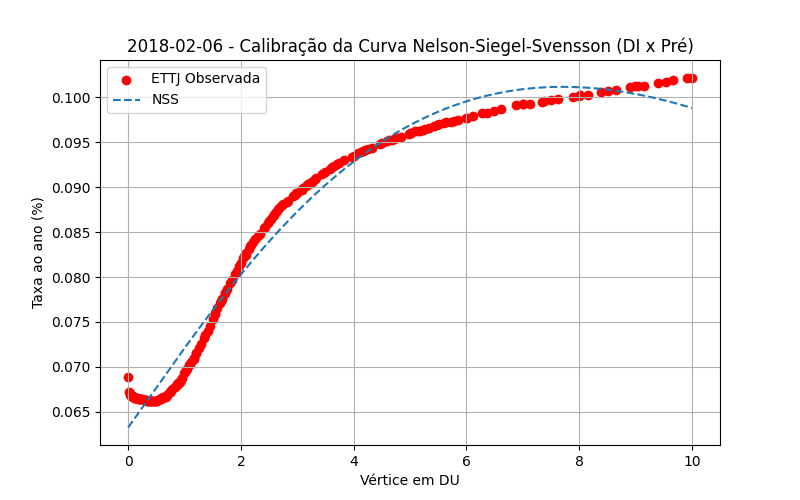 2018-02-06 - Calibração da Curva Nelson-Siegel-Svensson (DI x Pré)
ETTJ Observada
NSS
Taxa ao ano (%)
0.100
0.095
0.090
0.085
0.080
0.075
0.070
0.065
0 2 4 6 8 10
Vértice em DU